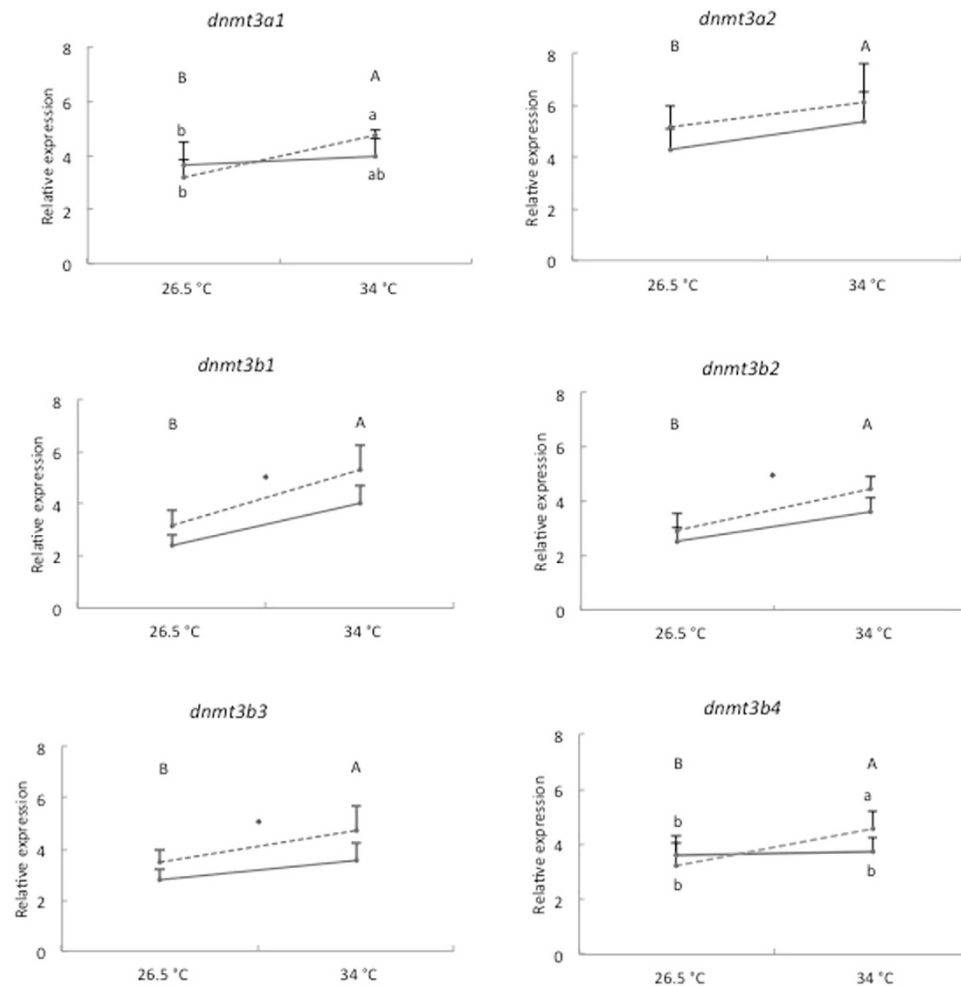 dnmt3a1
8
6
4
2
0
Relative expression
B
A
b
a
b
ab
26.5 °C
34 °C
dnmt3a2
8
6
4
2
0
Relative expression
B
A
26.5 °C
34 °C
dnmt3b1
8
6
4
2
0
Relative expression
B
A
*
26.5 °C
34 °C
dnmt3b2
8
6
4
2
0
Relative expression
B
A
*
26.5 °C
34 °C
dnmt3b3
8
6
4
2
0
Relative expression
B
A
*
26.5 °C
34 °C
dnmt3b4
8
6
4
2
0
Relative expression
B
A
b
a
b
b
26.5 °C
34 °C